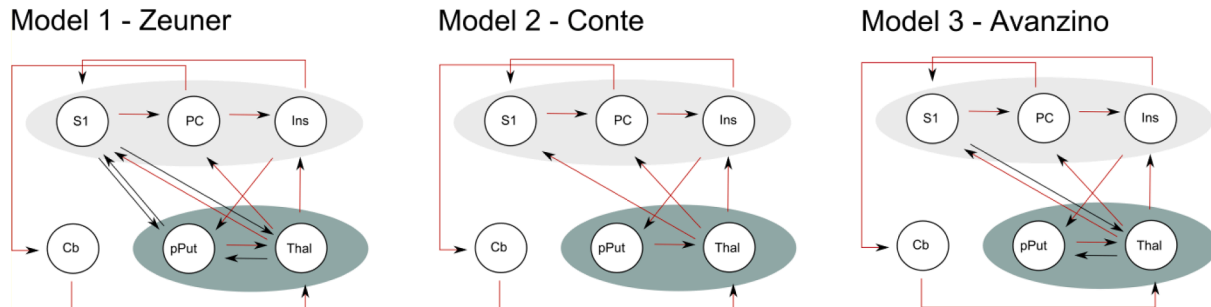 Model 1 - Zeuner
Model 2 - Conte
Model 3 - Avanzino
S1
PC
Ins
Cb
pPut
Thal
S1
PC
Ins
Cb
pPut
Thal
S1
PC
Ins
Cb
pPut
Thal